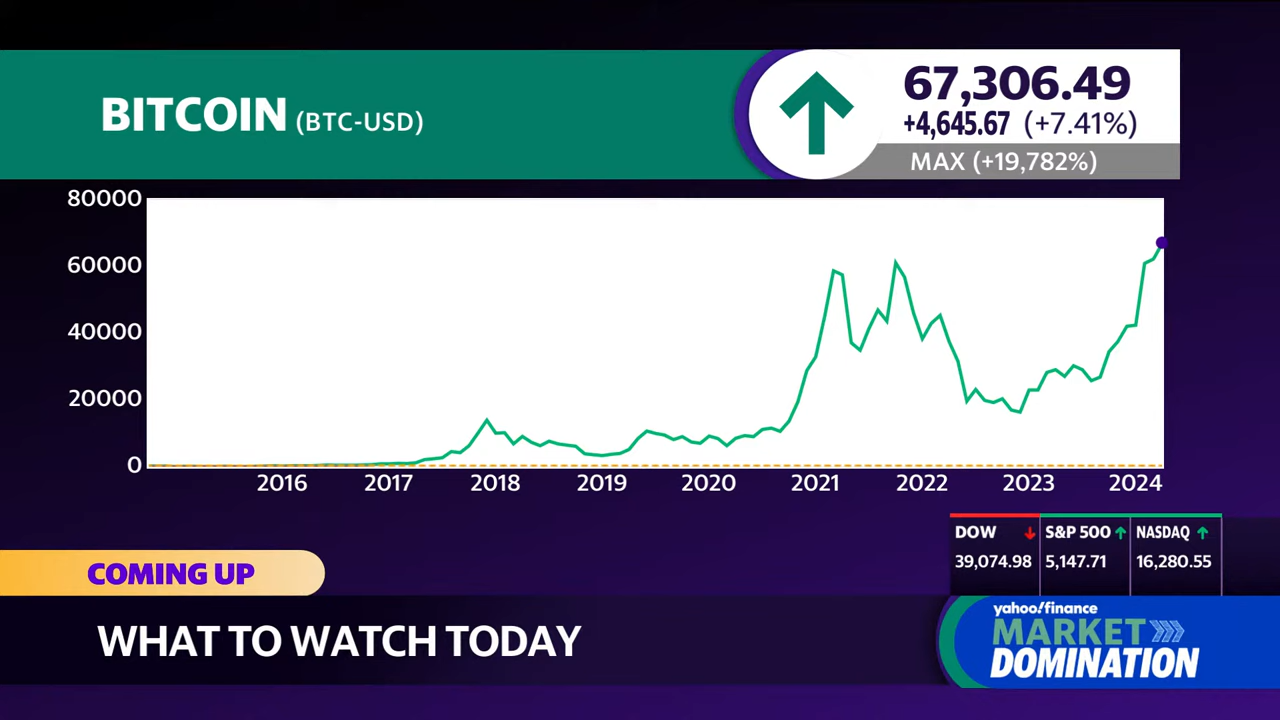 BITCOIN (BTC-USD)
67,306.49
+4,645.67 (+7.41%)
MAX (+19,782%)
80000
60000
40000
20000
0
2016 2017 2018 2019 2020 2021 2022 2023 2024
DOW S&P 500 NASDAQ
39,074.98 5,147.71 16,280.55
COMING UP
WHAT TO WATCH TODAY
yahoo!finance
MARKET
DOMINATION